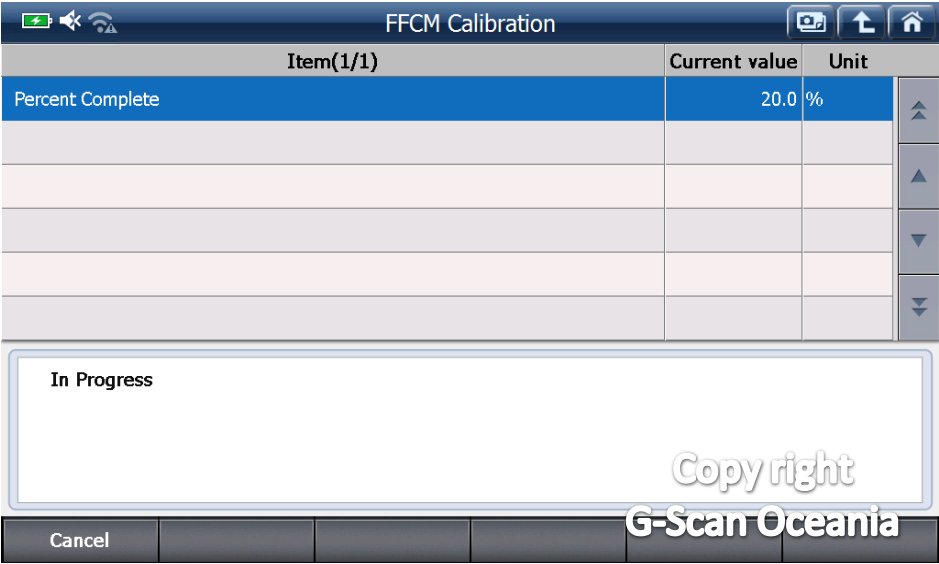 FFCM Calibration
Item(1/1) Current value Unit
Percent Complete 20.0 %
In Progress
Copy right
G-Scan Oceania
Cancel